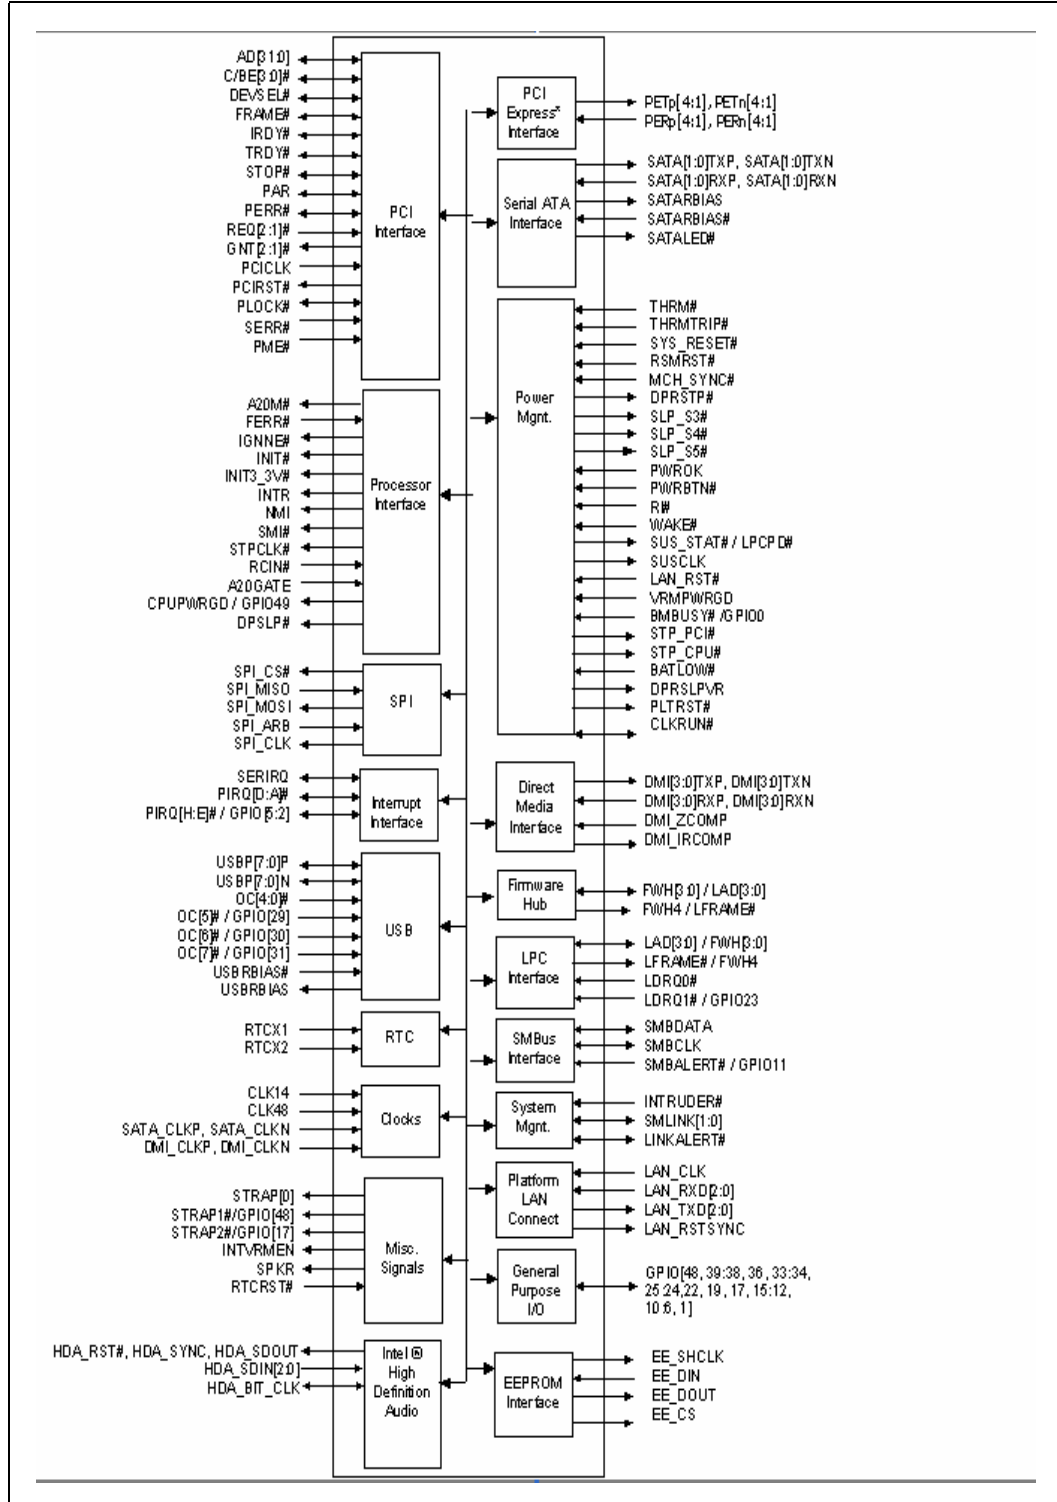 AD[31:0]
C/BE[3:0]#
DEVSEL#
FRAME#
IRDY#
TRDY#
STOP#
PAR
PERR#
REQ[2:1]#
GNT[2:1]#
PCICLK
PCIRST#
PLOCK#
SERR#
PME#
PCI
Interface
A20M#
FERR#
IGNNE#
INIT#
INIT3_3V#
INTR
NMI
SMI#
STPCLK#
RCIN#
A20GATE
CPUPWRGD / GPIO49
DPSLP#
Processor
Interface
SPI_CS#
SPI_MISO
SPI_MOSI
SPI_ARB
SPI_CLK
SPI
SERIRQ
PIRQ[D:A]#
PIRQ[H:E]# / GPIO[5:2]
Interrupt
Interface
USBP[7:0]P
USBP[7:0]N
OC[4:0]#
OC[5]# / GPIO[29]
OC[6]# / GPIO[30]
OC[7]# / GPIO[31]
USBRBIAS#
USBRBIAS
USB
RTCX1
RTCX2
RTC
CLK14
CLK48
SATA_CLKP, SATA_CLKN
DMI_CLKP, DMI_CLKN
Clocks
STRAP[0]
STRAP1#/GPIO[48]
STRAP2#/GPIO[17]
INTVRMEN
SPKR
RTCRST#
Misc.
Signals
HDA_RST#, HDA_SYNC, HDA_SDOUT
HDA_SDIN[2:0]
HDA_BIT_CLK
Intel ®
High
Definition
Audio
PCI
Express*
Interface
PETp[4:1], PETn[4:1]
PERp[4:1], PERn[4:1]
Serial ATA
Interface
SATA[1:0]TXP, SATA[1:0]TXN
SATA[1:0]RXP, SATA[1:0]RXN
SATARBIAS
SATARBIAS#
SATALED#
Power
Mgnt.
THRM#
THRMTRIP#
SYS_RESET#
RSMRST#
MCH_SYNC#
DPRSTP#
SLP_S3#
SLP_S4#
SLP_S5#
PWROK
PWRBTN#
RI#
WAKE#
SUS_STAT# / LPCPD#
SUSCLK
LAN_RST#
VRMPWRGD
BMBUSY# /GPIO0
STP_PCI#
STP_CPU#
BATLOW#
DPRSLPVR
PLTRST#
CLKRUN#
Direct
Media
Interface
DMI[3:0]TXP, DMI[3:0]TXN
DMI[3:0]RXP, DMI[3:0]RXN
DMI_ZCOMP
DMI_IRCOMP
Firmware
Hub
FWH[3:0] / LAD[3:0]
FWH4 / LFRAME#
LPC
Interface
LAD[3:0] / FWH[3:0]
LFRAME# / FWH4
LDRQ0#
LDRQ1# / GPIO23
SMBus
Interface
SMBDATA
SMBCLK
SMBALERT# / GPIO11
System
Mgnt.
INTRUDER#
SMLINK[1:0]
LINKALERT#
Platform
LAN
Connect
LAN_CLK
LAN_RXD[2:0]
LAN_TXD[2:0]
LAN_RSTSYNC
General
Purpose
I/O
GPIO[48, 39:38, 36, 33:34,
25:24,22, 19, 17, 15:12,
10:6, 1]
EEPROM
Interface
EE_SHCLK
EE_DIN
EE_DOUT
EE_CS